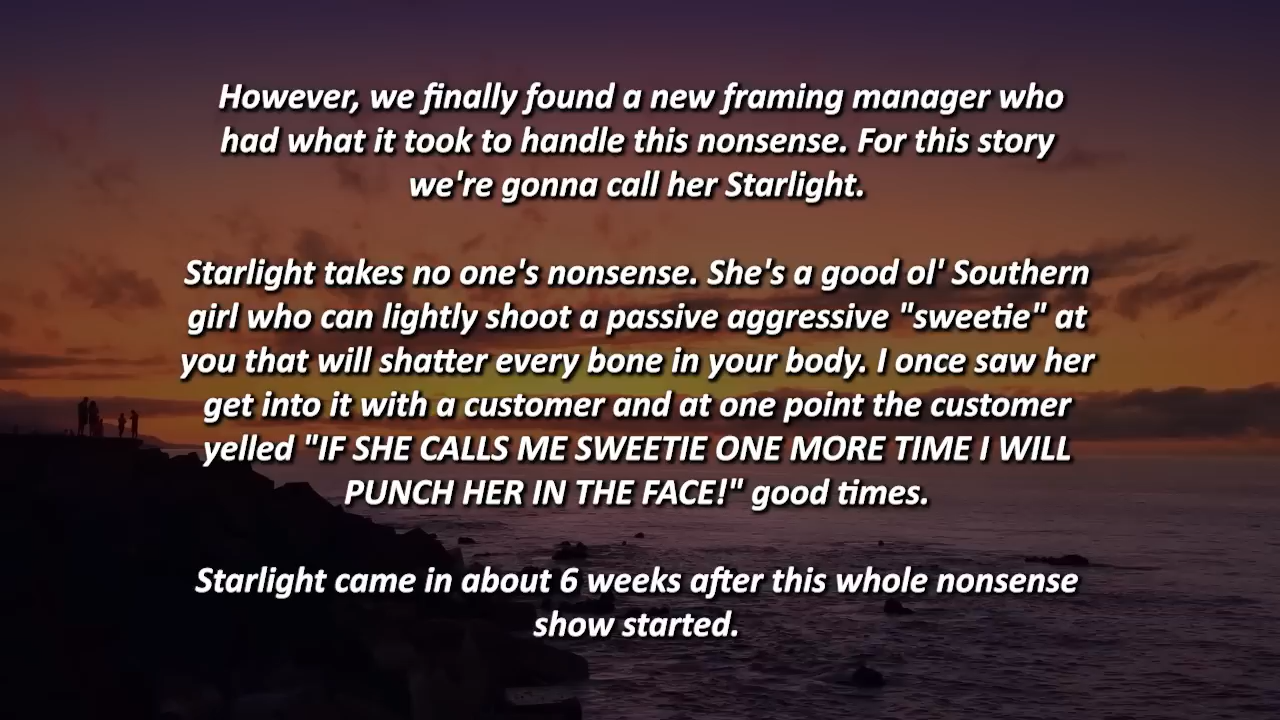 However, we finally found a new framing manager who
had what it took to handle this nonsense. For this story
we're gonna call her Starlight.
Starlight takes no one's nonsense. She's a good ol' Southern
girl who can lightly shoot a passive aggressive "sweetie" at
you that will shatter every bone in your body. I once saw her
get into it with a customer and at one point the customer
yelled "IF SHE CALLS ME SWEETIE ONE MORE TIME I WILL
PUNCH HER IN THE FACE!" good times.
Starlight came in about 6 weeks after this whole nonsense
show started.